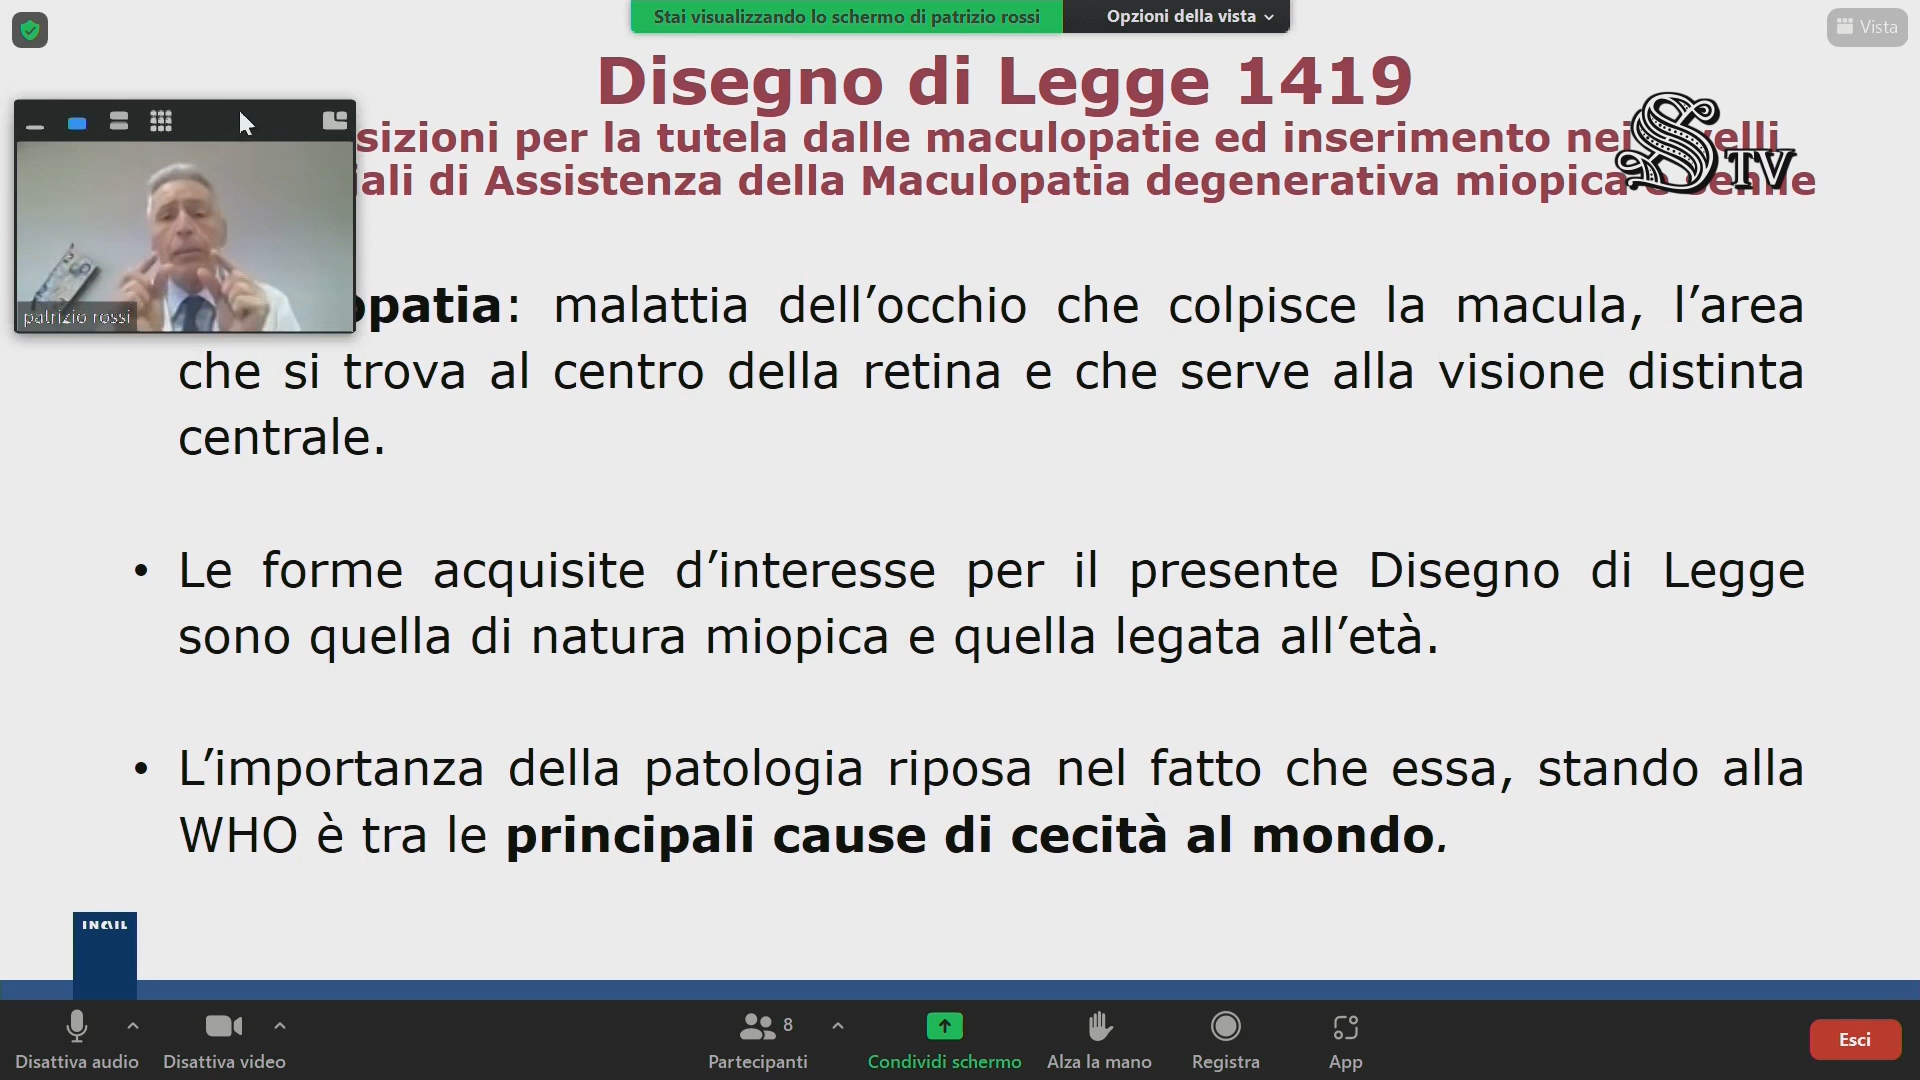 Stai visualizzando lo schermo di patrizio rossi
Opzioni della vista
Vista
Disegno di Legge 1419
sizioni per la tutela dalle maculopatie ed inserimento nei velli
iali di Assistenza della Maculopatia degenerativa miopica e senile
S TV
patrizio rossi
opatia: malattia dell’occhio che colpisce la macula, l’area
che si trova al centro della retina e che serve alla visione distinta
centrale.
• Le forme acquisite d’interesse per il presente Disegno di Legge
sono quella di natura miopica e quella legata all’età.
• L’importanza della patologia riposa nel fatto che essa, stando alla
WHO è tra le principali cause di cecità al mondo.
INAIL
Disattiva audio
Disattiva video
8
Partecipanti
Condividi schermo
Alza la mano
Registra
App
Esci